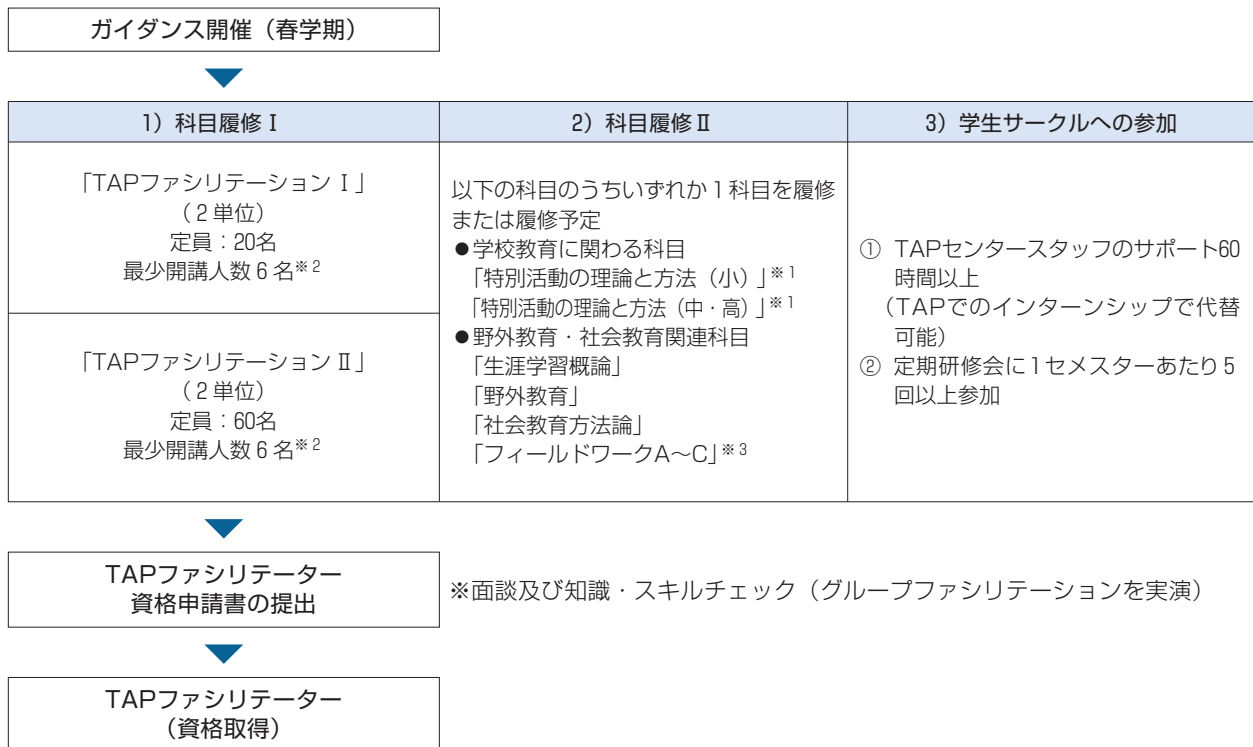 ガイダンス開催（春学期）
1）科目履修Ⅰ
2）科目履修Ⅱ
3）学生サークルへの参加
「TAPファシリテーションⅠ」
（2単位）
定員：20名
最少開講人数6名※2
「TAPファシリテーションⅡ」
（2単位）
定員：60名
最少開講人数6名※2
以下の科目のうちいずれか1科目を履修
または履修予定
●学校教育に関わる科目
「特別活動の理論と方法（小）」※1
「特別活動の理論と方法（中・高）」※1
●野外教育・社会教育関連科目
「生涯学習概論」
「野外教育」
「社会教育方法論」
「フィールドワークA～C」※3
① TAPセンタースタッフのサポート60
時間以上
（TAPでのインターンシップで代替
可能）
② 定期研修会に1セメスターあたり5
回以上参加
TAPファシリテーター
資格申請書の提出
※面談及び知識・スキルチェック（グループファシリテーションを実演）
TAPファシリテーター
（資格取得）